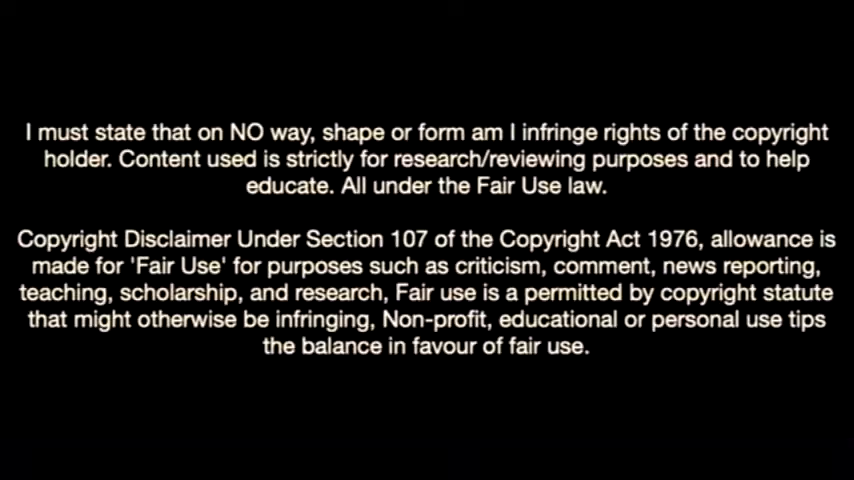 I must state that on NO way, shape or form am I infringe rights of the copyright
holder. Content used is strictly for research/reviewing purposes and to help
educate. All under the Fair Use law.
Copyright Disclaimer Under Section 107 of the Copyright Act 1976, allowance is
made for 'Fair Use' for purposes such as criticism, comment, news reporting,
teaching, scholarship, and research, Fair use is a permitted by copyright statute
that might otherwise be infringing, Non-profit, educational or personal use tips
the balance in favour of fair use.